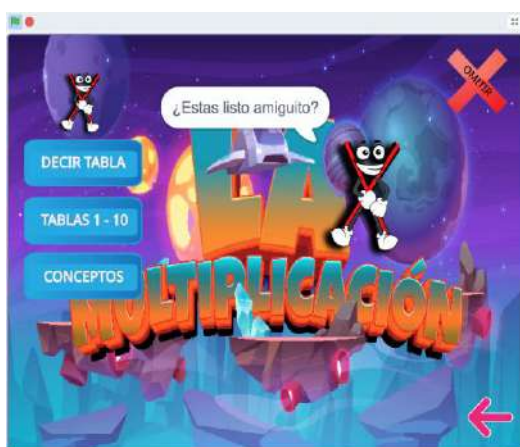 OMITIR
¿Estas listo amiguito?
DECIR TABLA
TABLAS 1 - 10
CONCEPTOS
LA
MULTIPLICACIÓN